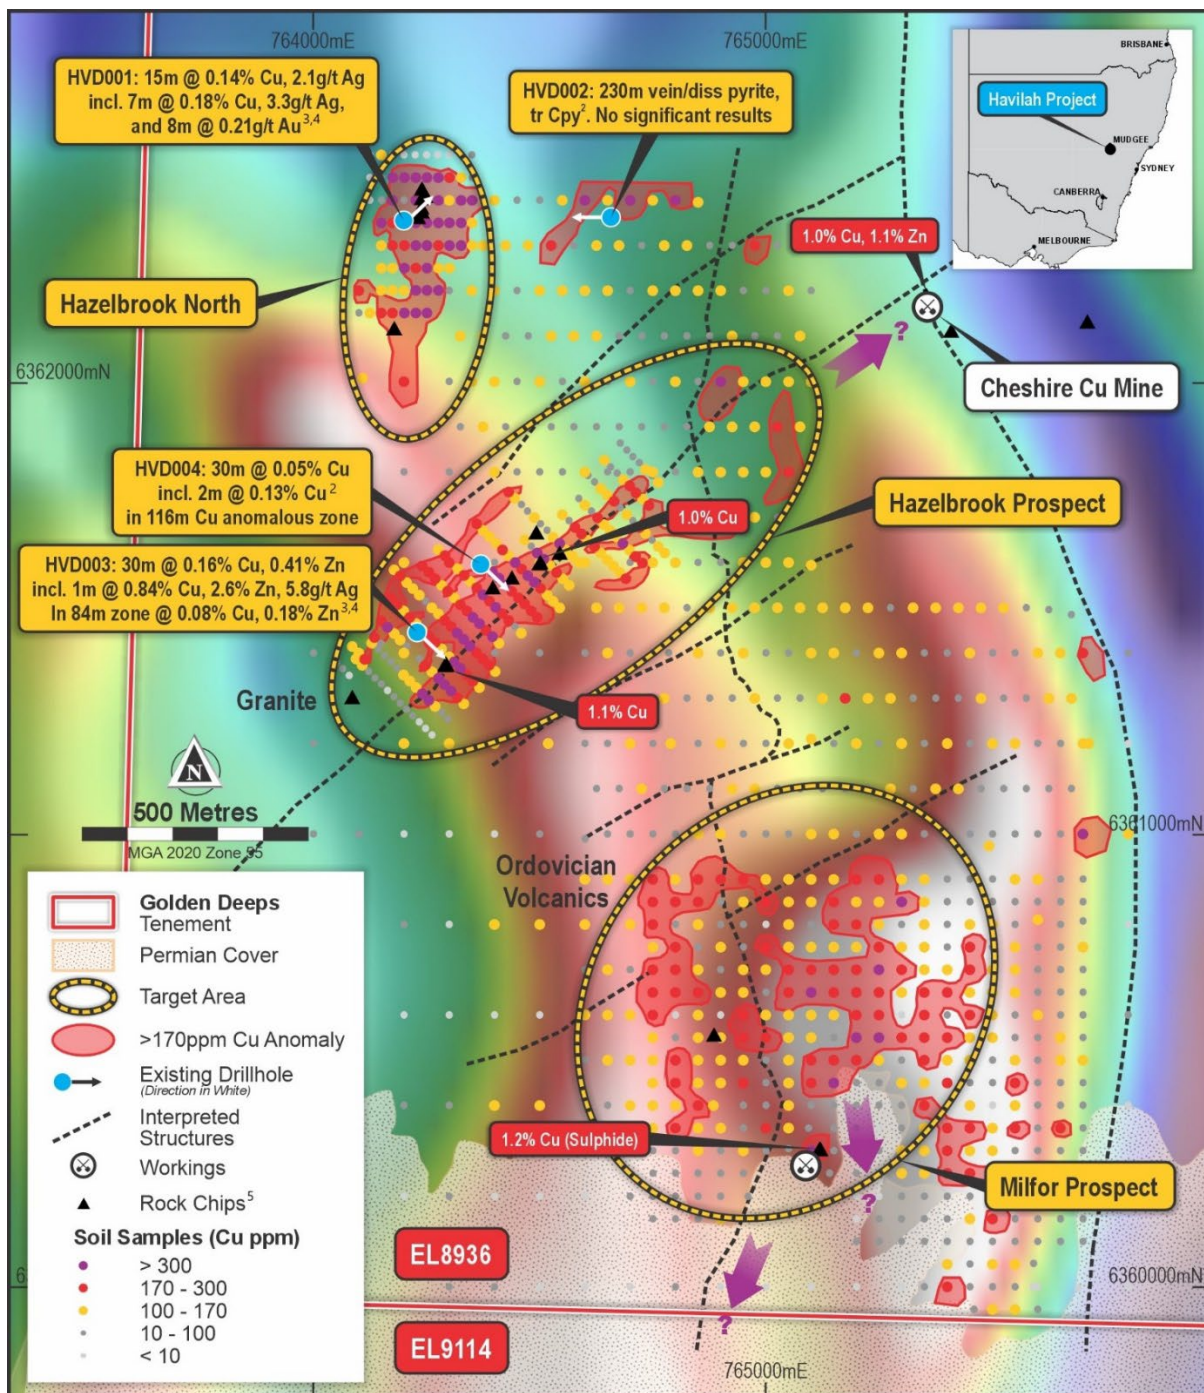 764000mE
765000mE
HVD001: 15m @ 0.14% Cu, 2.1g/t Ag
incl. 7m @ 0.18% Cu, 3.3g/t Ag,
and 8m @ 0.21g/t Au3,4
HVD002: 230m vein/diss pyrite,
tr Cpy2. No significant results
BRISBANE
Havilah Project
MUDGEE
SYDNEY
CANBERRA
MELBOURNE
1.0% Cu, 1.1% Zn
Hazelbrook North
?
6362000mN
Cheshire Cu Mine
HVD004: 30m @ 0.05% Cu
incl. 2m @ 0.13% Cu2
in 116m Cu anomalous zone
1.0% Cu
Hazelbrook Prospect
HVD003: 30m @ 0.16% Cu, 0.41% Zn
incl. 1m @ 0.84% Cu, 2.6% Zn, 5.8g/t Ag
In 84m zone @ 0.08% Cu, 0.18% Zn3,4
Granite
1.1% Cu
N
500 Metres
MGA 2020 Zone 55
6361000mN
Ordovician
Volcanics
Golden Deeps
Tenement
Permian Cover
Target Area
>170ppm Cu Anomaly
Existing Drillhole
(Direction in White)
Interpreted
Structures
Workings
Rock Chips5
Soil Samples (Cu ppm)
> 300
170 - 300
100 - 170
10 - 100
< 10
1.2% Cu (Sulphide)
Milfor Prospect
?
EL8936
6360000mN
?
EL9114
765000mE